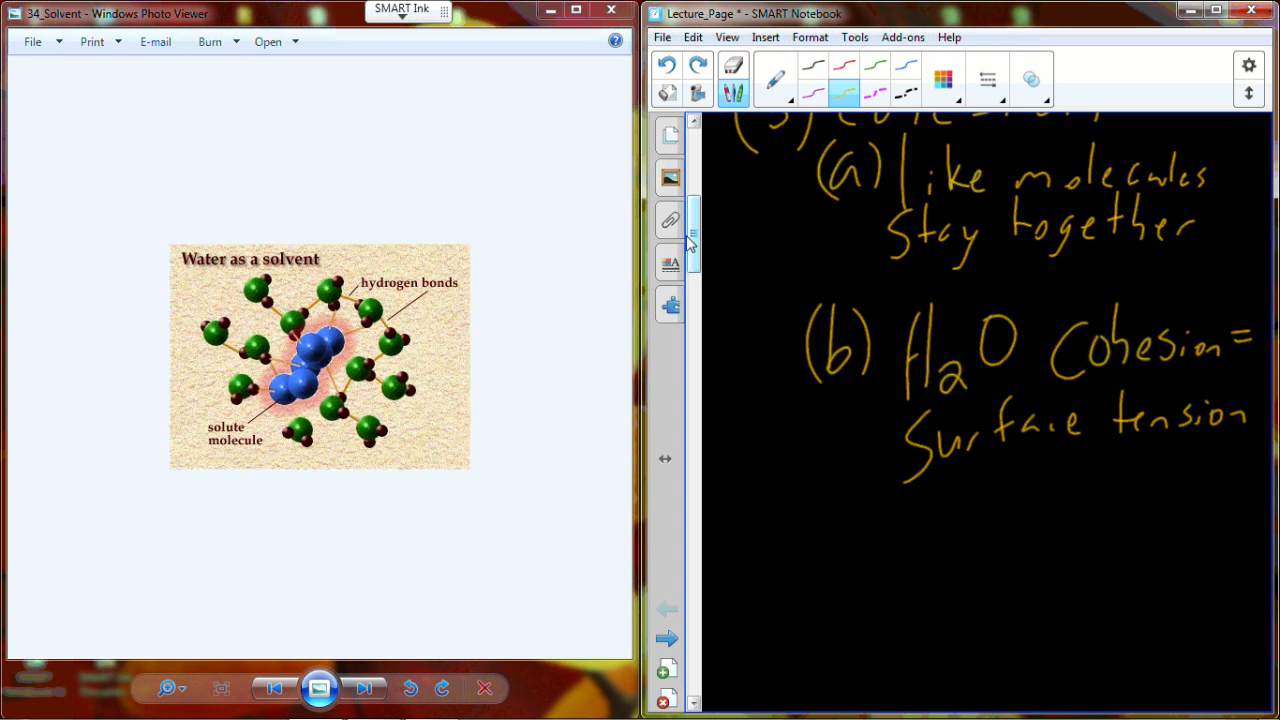 34_Solvent - Windows Photo Viewer
SMART Ink
File Print E-mail Burn Open
Water as a solvent
hydrogen bonds
solute
molecule
Lecture_Page * - SMART Notebook
File Edit View Insert Format Tools Add-ons Help
(a) like molecules
stay together
(b) H2O Cohesion=
Surface tension